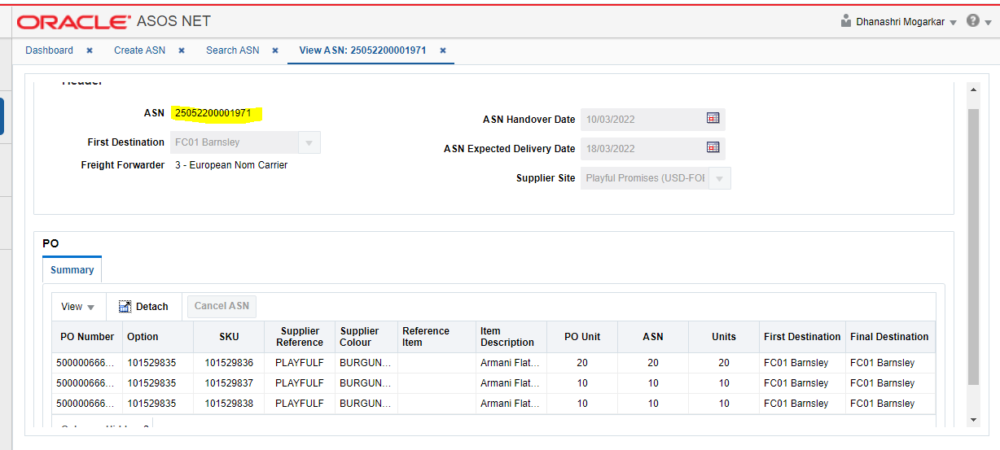 ORACLE ASOS NET
Dhanashri Mogarkar
Dashboard × Create ASN × Search ASN × View ASN: 25052200001971 ×
Header
ASN 25052200001971
ASN Handover Date 10/03/2022
First Destination FC01 Barnsley
ASN Expected Delivery Date 18/03/2022
Freight Forwarder 3 - European Nom Carrier
Supplier Site Playful Promises (USD-FOB
PO
Summary
View Detach Cancel ASN
PO Number Option SKU Supplier Reference Supplier Colour Reference Item Item Description PO Unit ASN Units First Destination Final Destination
500000666... 101529835 101529836 PLAYFULF BURGUN... Armani Flat... 20 20 20 FC01 Barnsley FC01 Barnsley
500000666... 101529835 101529837 PLAYFULF BURGUN... Armani Flat... 10 10 10 FC01 Barnsley FC01 Barnsley
500000666... 101529835 101529838 PLAYFULF BURGUN... Armani Flat... 10 10 10 FC01 Barnsley FC01 Barnsley